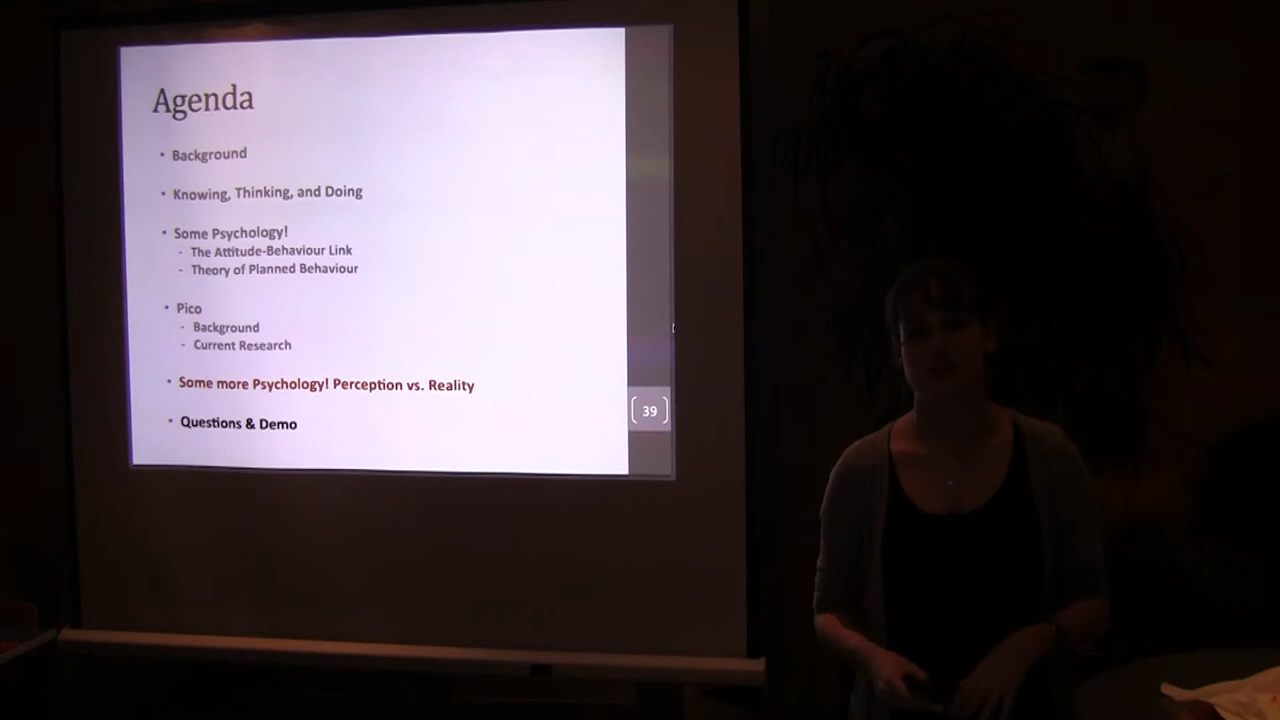 Agenda
• Background
• Knowing, Thinking, and Doing
• Some Psychology!
- The Attitude-Behaviour Link
- Theory of Planned Behaviour
• Pico
- Background
- Current Research
• Some more Psychology! Perception vs. Reality
• Questions & Demo
39